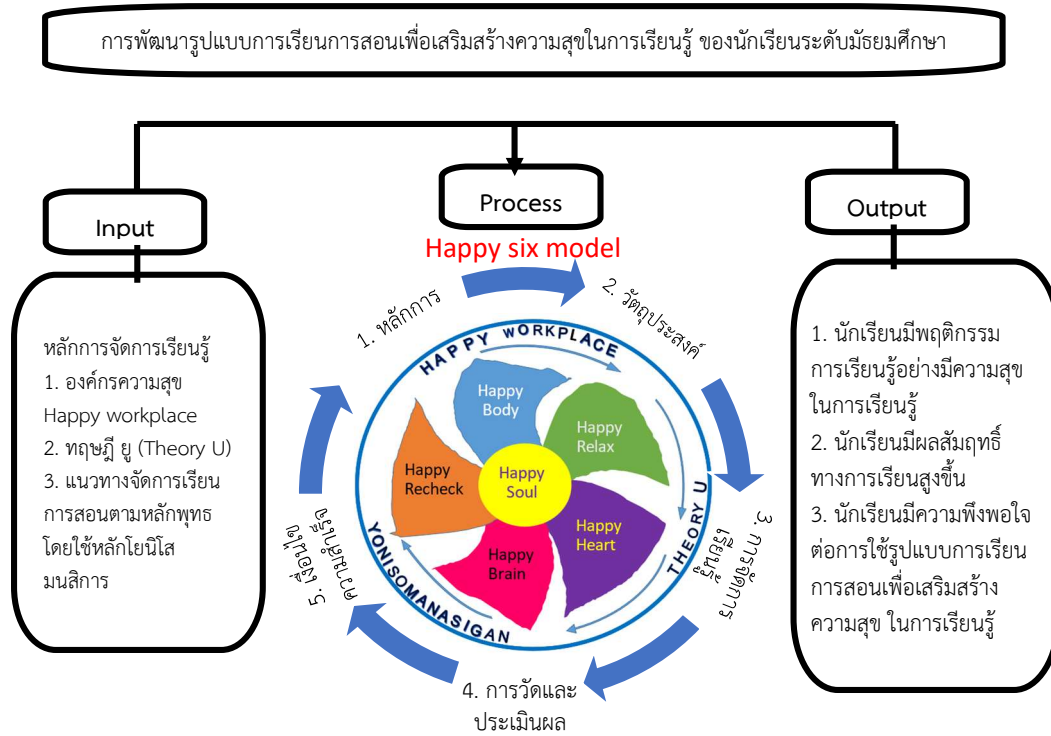 การพัฒนารูปแบบการเรียนการสอนเพื่อเสริมสร้างความสุขในการเรียนรู้ ของนักเรียนระดับมัธยมศึกษา
Input
Process
Output
Happy six model
หลักการจัดการเรียนรู้
1. องค์กรความสุข
Happy workplace
2. ทฤษฎี ยู (Theory U)
3. แนวทางจัดการเรียน
การสอนตามหลักพุทธ
โดยใช้หลักโยนิโส
มนสิการ
1. หลักการ
2. วัตถุประสงค์
3. การจัดการ
เรียนรู้
4. การวัดและ
ประเมินผล
5. เงื่อนไข
ความสำเร็จ
HAPPY WORKPLACE
THEORY U
YONISOMANASIGAN
Happy
Body
Happy
Relax
Happy
Heart
Happy
Brain
Happy
Recheck
Happy
Soul
1. นักเรียนมีพฤติกรรม
การเรียนรู้อย่างมีความสุข
ในการเรียนรู้
2. นักเรียนมีผลสัมฤทธิ์
ทางการเรียนสูงขึ้น
3. นักเรียนมีความพึงพอใจ
ต่อการใช้รูปแบบการเรียน
การสอนเพื่อเสริมสร้าง
ความสุข ในการเรียนรู้